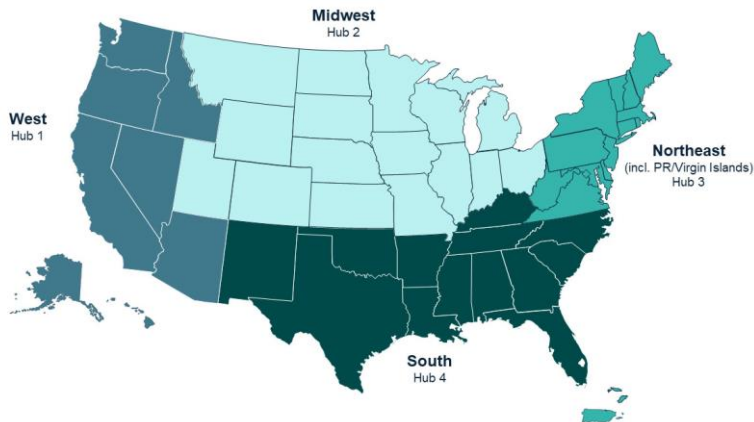 Midwest
Hub 2
West
Hub 1
Northeast
(incl. PR/Virgin Islands)
Hub 3
South
Hub 4